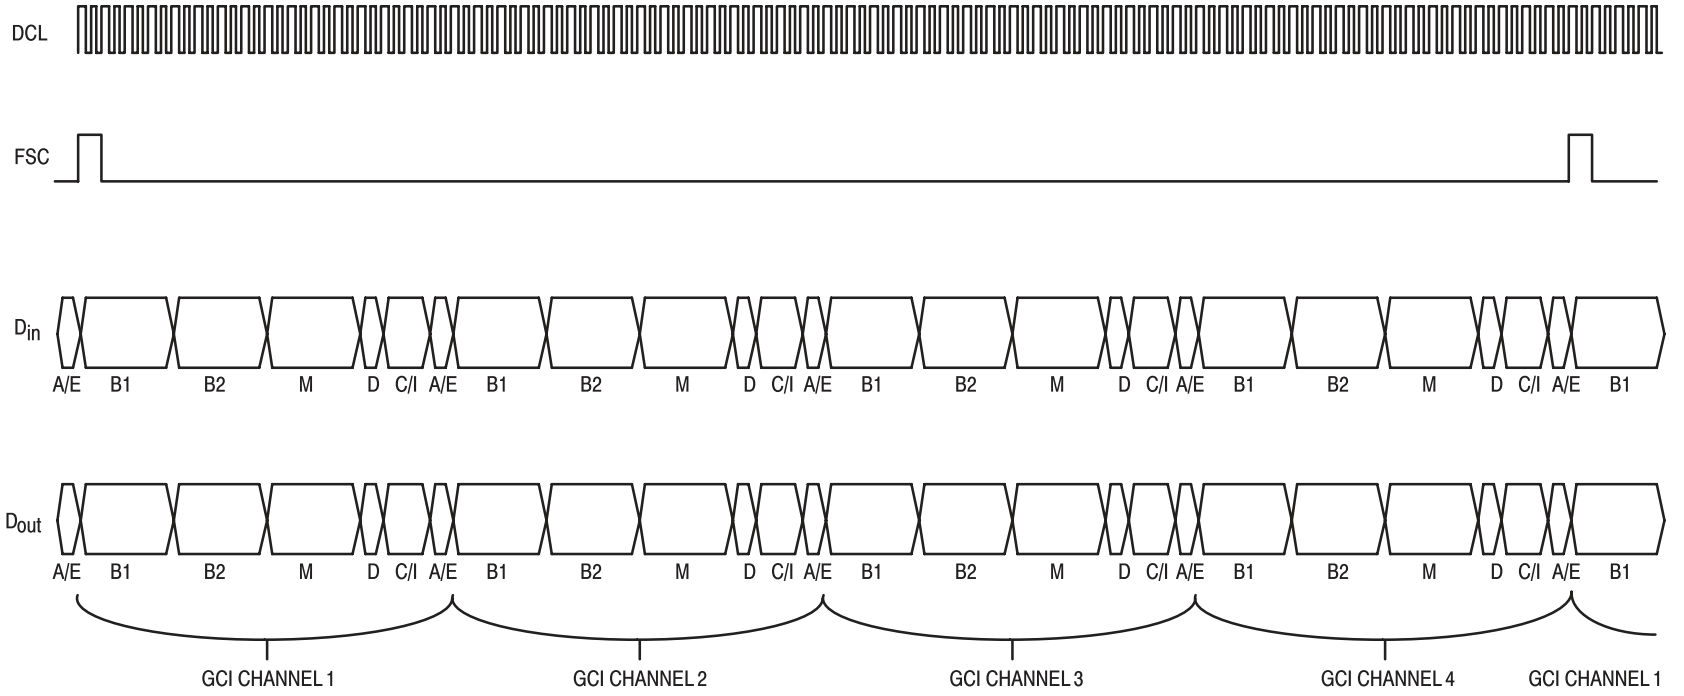 DCL
FSC
Din
A/E B1 B2 M D C/I A/E B1 B2 M D C/I A/E B1 B2 M D C/I A/E B1 B2 M D C/I A/E B1
Dout
A/E B1 B2 M D C/I A/E B1 B2 M D C/I A/E B1 B2 M D C/I A/E B1 B2 M D C/I A/E B1
GCI CHANNEL 1 GCI CHANNEL 2 GCI CHANNEL 3 GCI CHANNEL 4 GCI CHANNEL 1